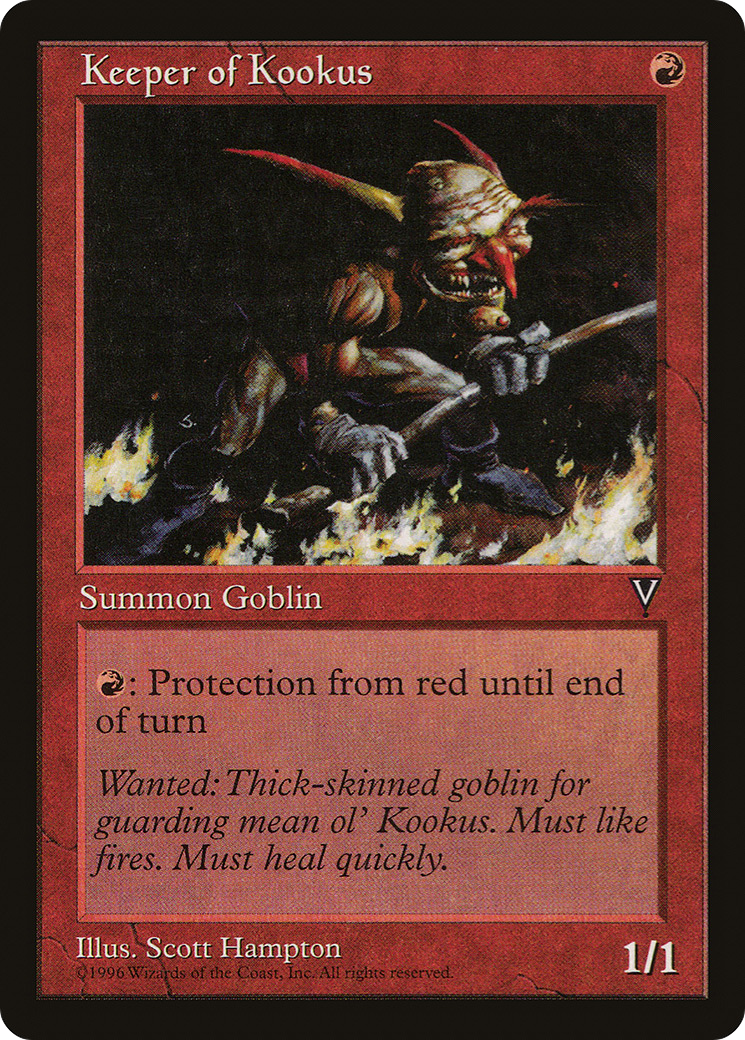 Keeper of Kookus
Summon Goblin
V
: Protection from red until end
of turn
Wanted: Thick-skinned goblin for
guarding mean ol' Kookus. Must like
fires. Must heal quickly.
Illus. Scott Hampton
©1996 Wizards of the Coast, Inc. All rights reserved.
1/1